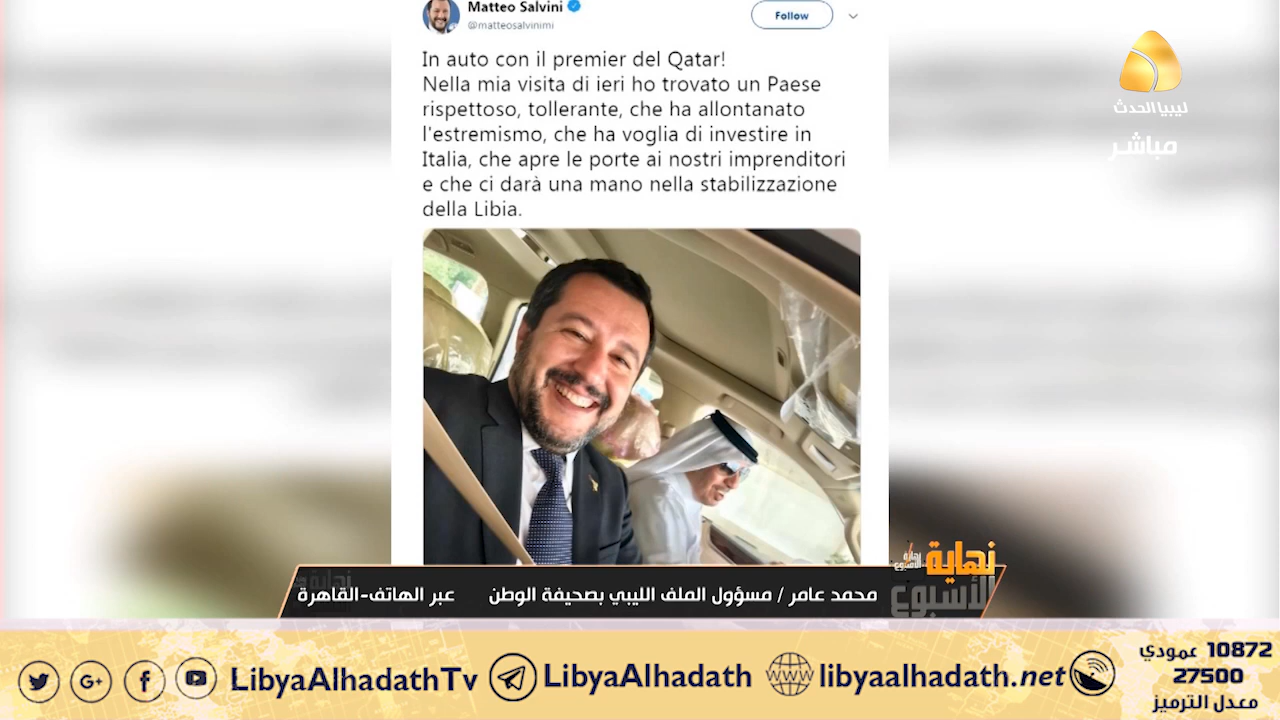 Matteo Salvini
@matteosalvinimi
Follow
In auto con il premier del Qatar!
Nella mia visita di ieri ho trovato un Paese
rispettoso, tollerante, che ha allontanato
l'estremismo, che ha voglia di investire in
Italia, che apre le porte ai nostri imprenditori
e che ci darà una mano nella stabilizzazione
della Libia.
ليبيا الحدث
مباشر
نهاية
الأسبوع
محمد عامر / مسؤول الملف الليبي بصحيفة الوطن عبر الهاتف-القاهرة
LibyaAlhadathTv LibyaAlhadath libyaalhadath.net
10872 عمودي
27500
معدل الترميز